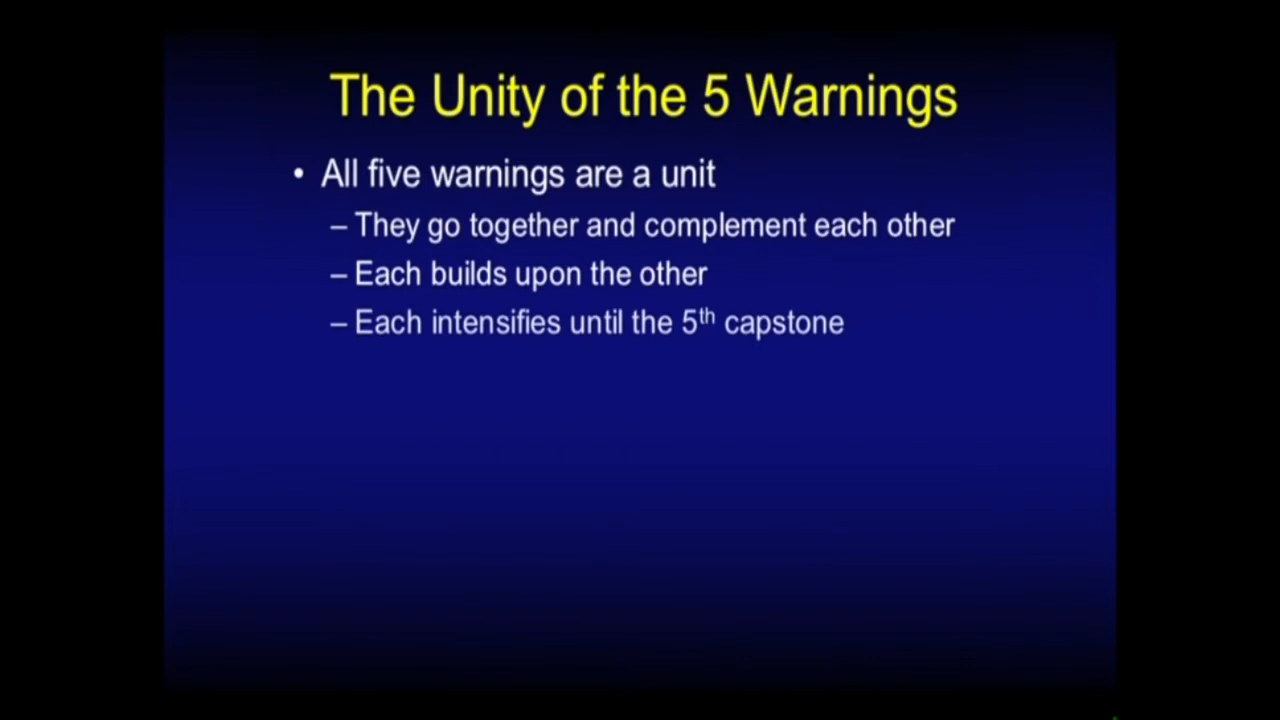 The Unity of the 5 Warnings
• All five warnings are a unit
– They go together and complement each other
– Each builds upon the other
– Each intensifies until the 5th capstone